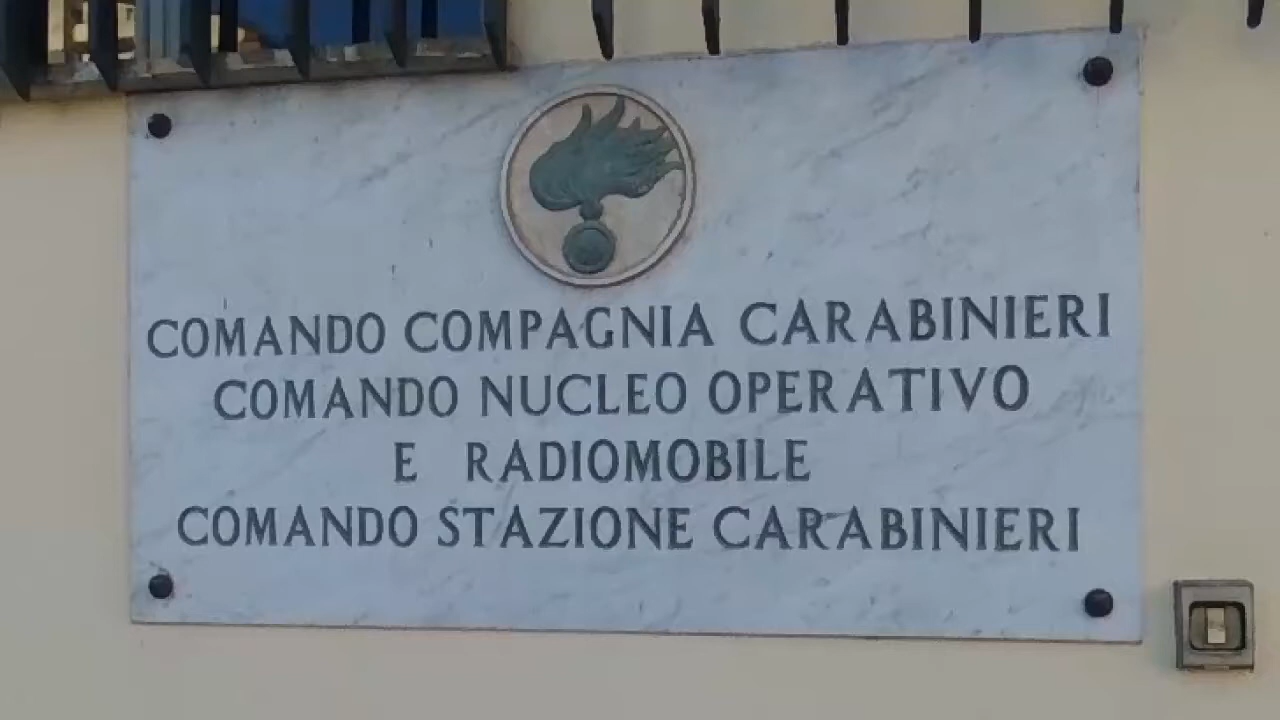 COMANDO COMPAGNIA CARABINIERI
COMANDO NUCLEO OPERATIVO
E RADIOMOBILE
COMANDO STAZIONE CARABINIERI